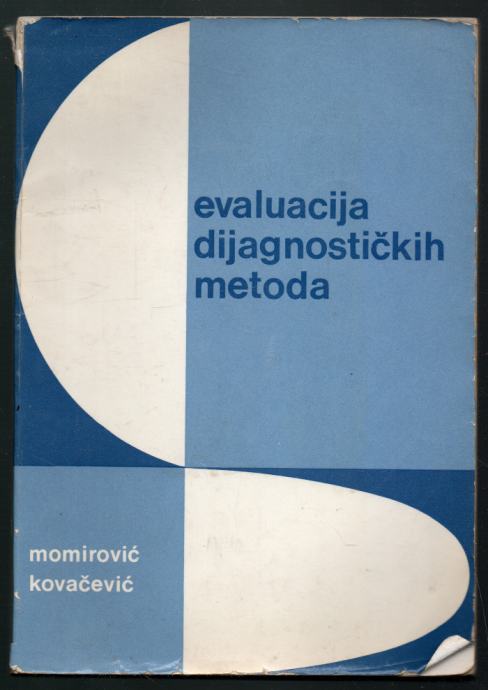 evaluacija
dijagnostičkih
metoda
momirović
kovačević